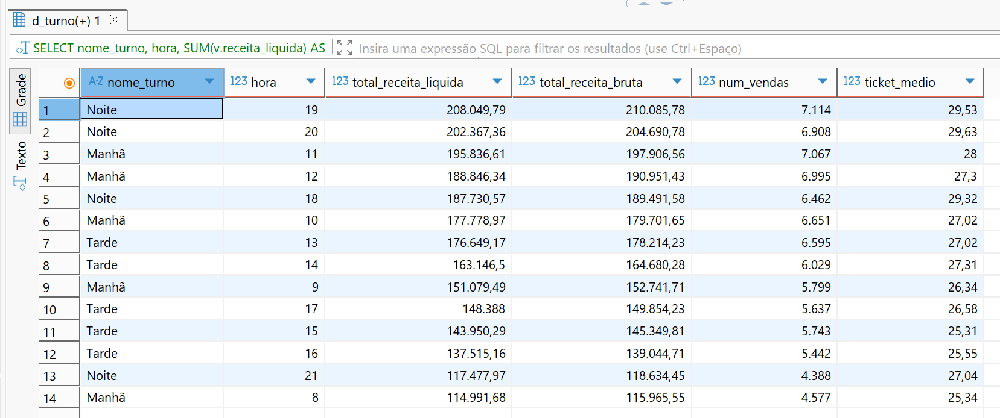 d_turno(+) 1
SELECT nome_turno, hora, SUM(v.receita_liquida) AS Insira uma expressão SQL para filtrar os resultados (use Ctrl+Espaço)
Grade
Texto
A-Z nome_turno 123 hora 123 total_receita_liquida 123 total_receita_bruta 123 num_vendas 123 ticket_medio
1 Noite 19 208.049,79 210.085,78 7.114 29,53
2 Noite 20 202.367,36 204.690,78 6.908 29,63
3 Manhã 11 195.836,61 197.906,56 7.067 28
4 Manhã 12 188.846,34 190.951,43 6.995 27,3
5 Noite 18 187.730,57 189.491,58 6.462 29,32
6 Manhã 10 177.778,97 179.701,65 6.651 27,02
7 Tarde 13 176.649,17 178.214,23 6.595 27,02
8 Tarde 14 163.146,5 164.680,28 6.029 27,31
9 Manhã 9 151.079,49 152.741,71 5.799 26,34
10 Tarde 17 148.388 149.854,23 5.637 26,58
11 Tarde 15 143.950,29 145.349,81 5.743 25,31
12 Tarde 16 137.515,16 139.044,71 5.442 25,55
13 Noite 21 117.477,97 118.634,45 4.388 27,04
14 Manhã 8 114.991,68 115.965,55 4.577 25,34